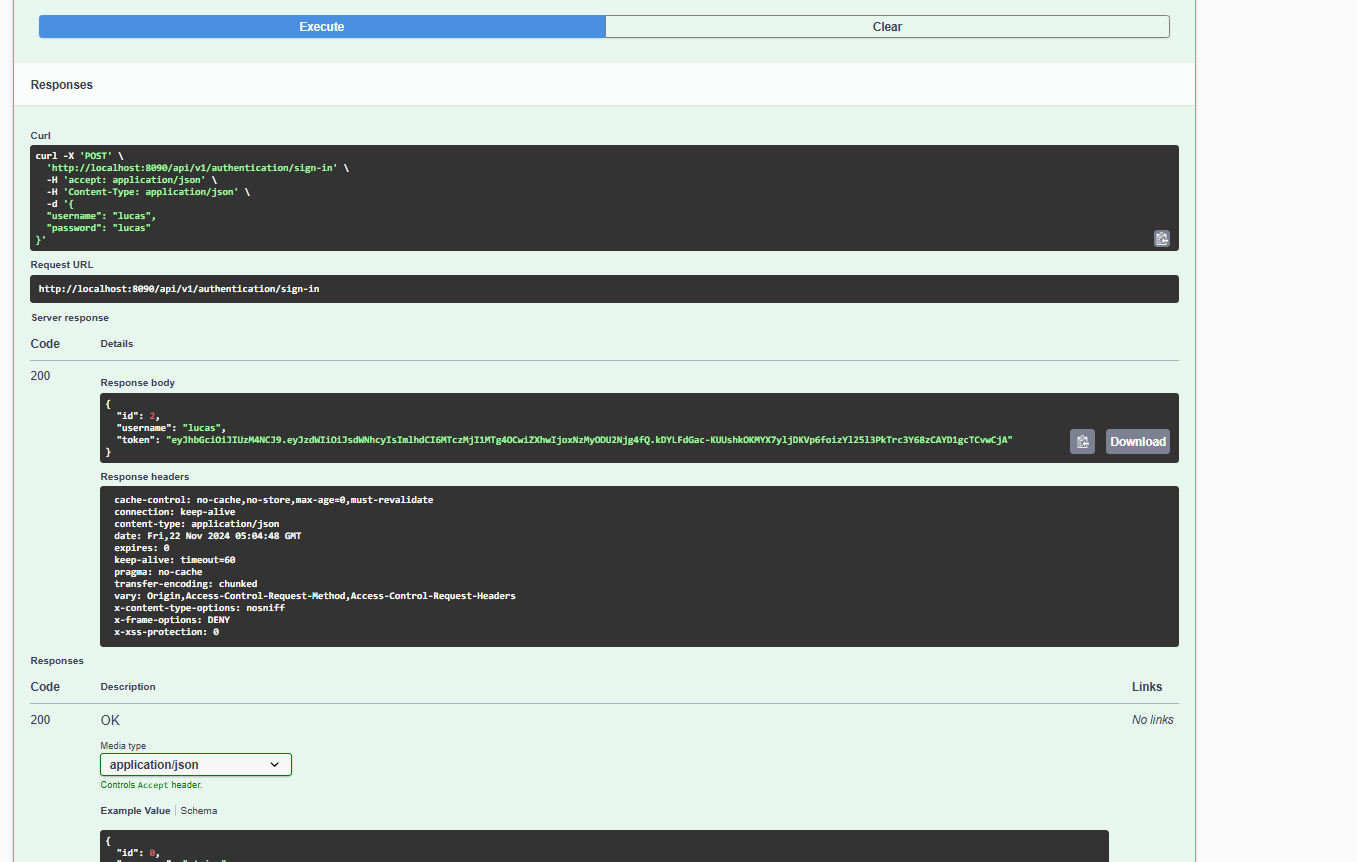 Execute
Clear
Responses
Curl
curl -X 'POST' \
'http://localhost:8090/api/v1/authentication/sign-in' \
-H 'accept: application/json' \
-H 'Content-Type: application/json' \
-d '{
"username": "lucas",
"password": "lucas"
}'
Request URL
http://localhost:8090/api/v1/authentication/sign-in
Server response
Code Details
200
Response body
{
"id": 2,
"username": "lucas",
"token": "eyJhbGciOiJIUzM4NCJ9.eyJzdWIiOiJsdWNhcyIsImlhdCI6MTczMjI1MTg4OCwiZXhwIjoxNzMyODU2Njg4fQ.kDYLFdGac-KUUshkOKMYX7yljDKVp6foizYl25l3PkTrc3Y68zCAYD1gcTCvwCjA"
}
Download
Response headers
cache-control: no-cache,no-store,max-age=0,must-revalidate
connection: keep-alive
content-type: application/json
date: Fri,22 Nov 2024 05:04:48 GMT
expires: 0
keep-alive: timeout=60
pragma: no-cache
transfer-encoding: chunked
vary: Origin,Access-Control-Request-Method,Access-Control-Request-Headers
x-content-type-options: nosniff
x-frame-options: DENY
x-xss-protection: 0
Responses
Code Description Links
200 OK No links
Media type
application/json
Controls Accept header.
Example Value Schema
{
"id": 0,